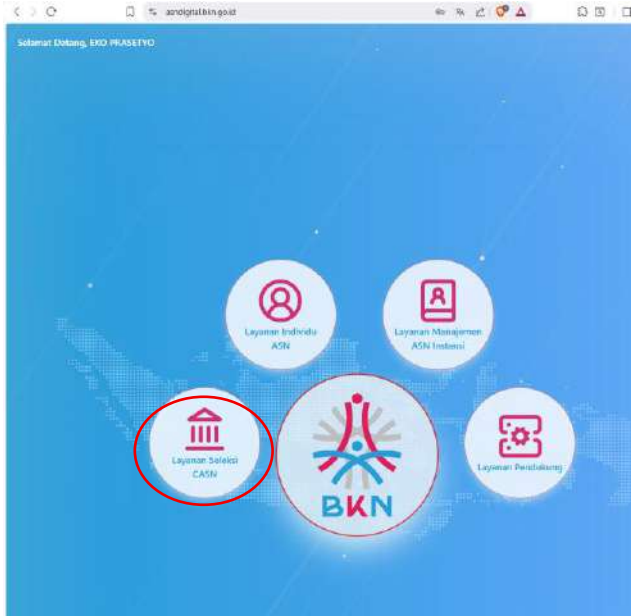 asndigital.bkn.go.id
Selamat Datang, EKO PRASETYO
Layanan Individu
ASN
Layanan Manajemen
ASN Instansi
Layanan Seleksi
CASN
BKN
Layanan Pendukung